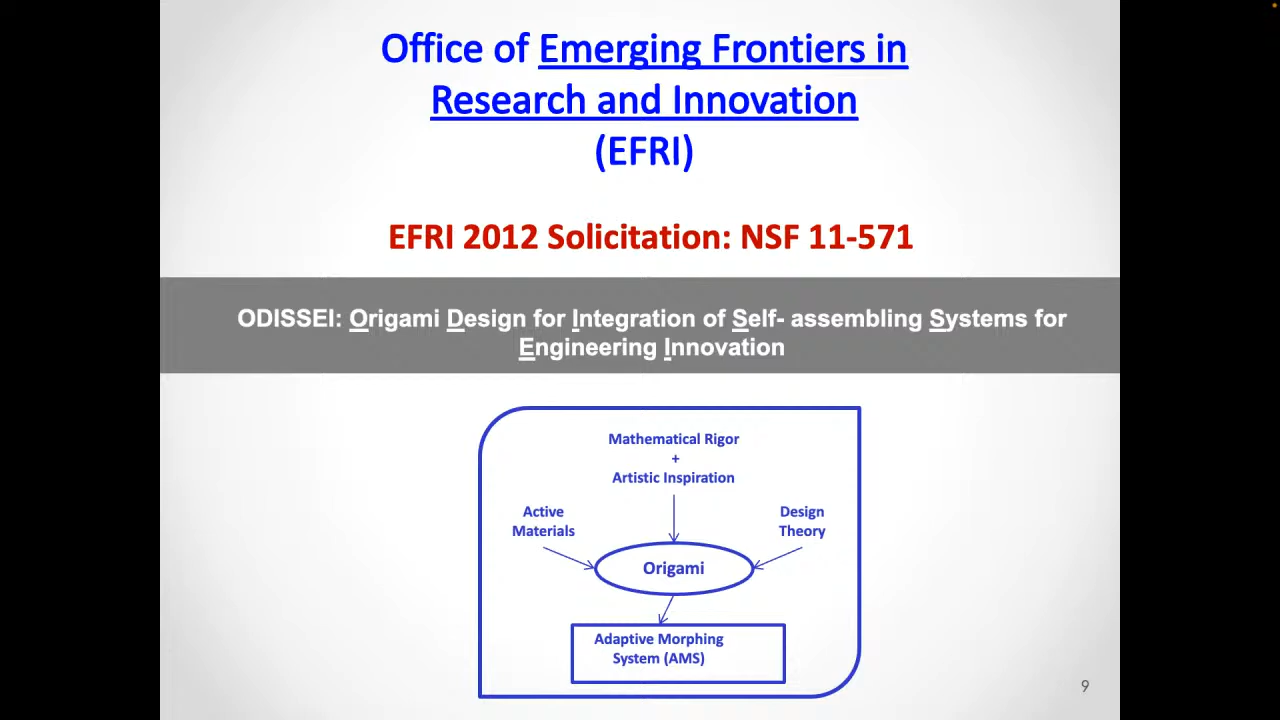 Office of Emerging Frontiers in
Research and Innovation
(EFRI)
EFRI 2012 Solicitation: NSF 11-571
ODISSEI: Origami Design for Integration of Self- assembling Systems for
Engineering Innovation
Mathematical Rigor
+
Artistic Inspiration
Active
Materials
Design
Theory
Origami
Adaptive Morphing
System (AMS)
9